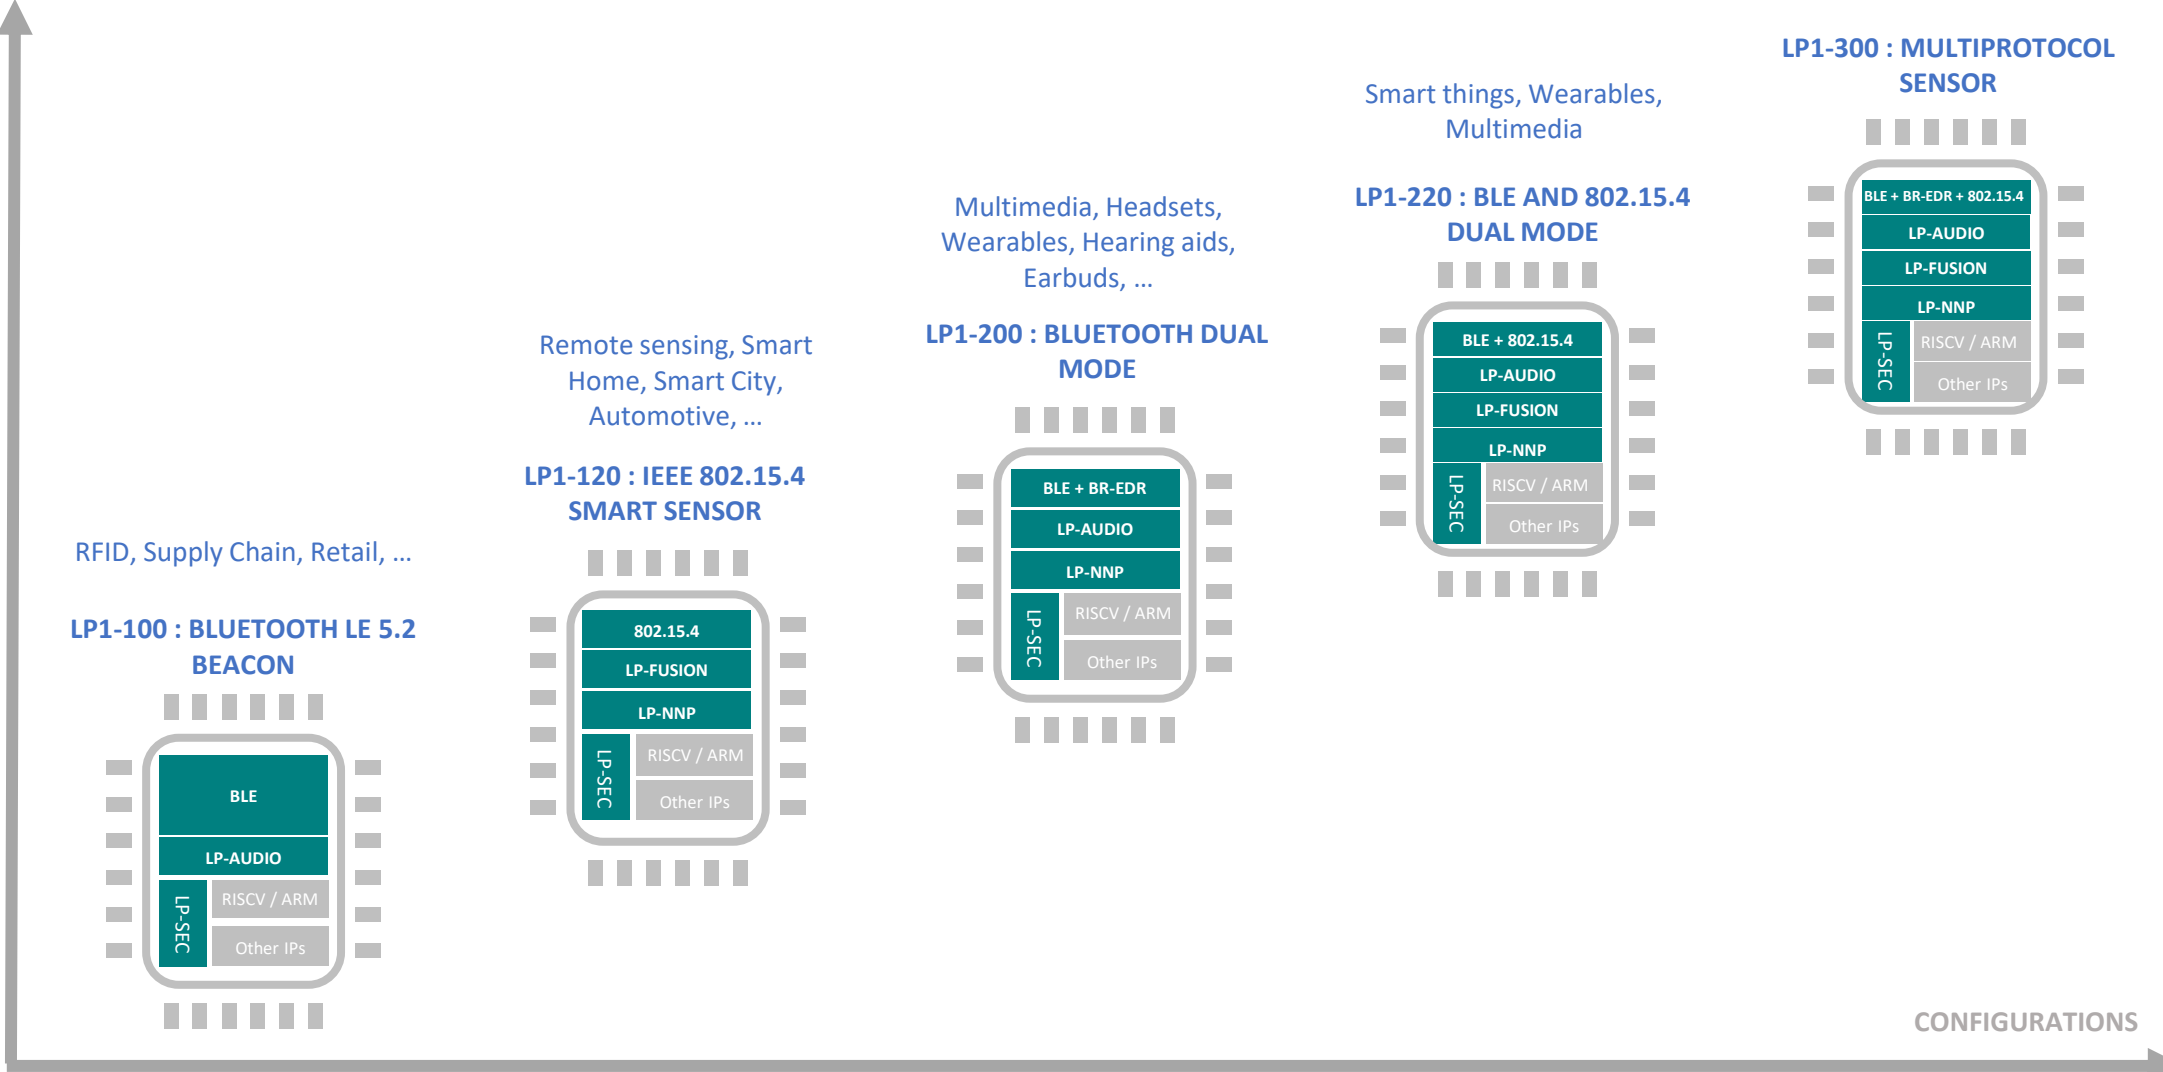 RFID, Supply Chain, Retail, ...
LP1-100 : BLUETOOTH LE 5.2
BEACON
BLE
LP-AUDIO
LP-SEC
RISCV / ARM
Other IPs
Remote sensing, Smart
Home, Smart City,
Automotive, ...
LP1-120 : IEEE 802.15.4
SMART SENSOR
802.15.4
LP-FUSION
LP-NNP
LP-SEC
RISCV / ARM
Other IPs
Multimedia, Headsets,
Wearables, Hearing aids,
Earbuds, ...
LP1-200 : BLUETOOTH DUAL
MODE
BLE + BR-EDR
LP-AUDIO
LP-NNP
LP-SEC
RISCV / ARM
Other IPs
Smart things, Wearables,
Multimedia
LP1-220 : BLE AND 802.15.4
DUAL MODE
BLE + 802.15.4
LP-AUDIO
LP-FUSION
LP-NNP
LP-SEC
RISCV / ARM
Other IPs
LP1-300 : MULTIPROTOCOL
SENSOR
BLE + BR-EDR + 802.15.4
LP-AUDIO
LP-FUSION
LP-NNP
LP-SEC
RISCV / ARM
Other IPs
CONFIGURATIONS